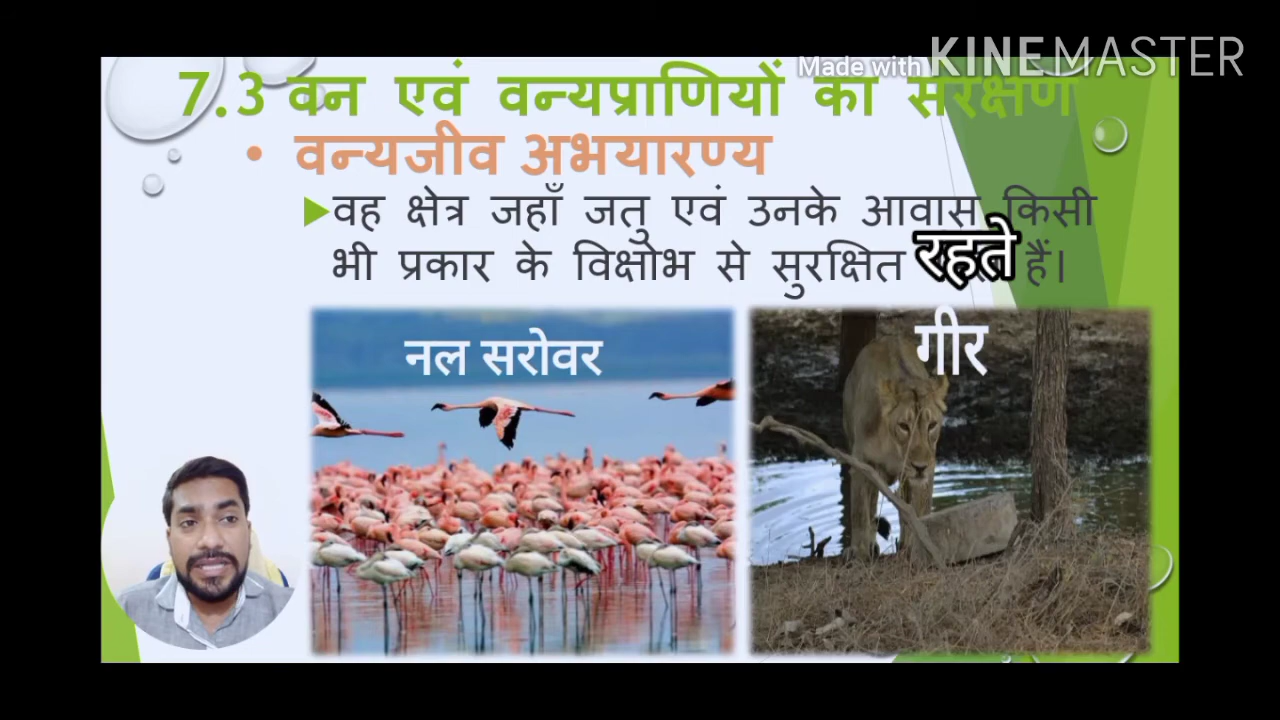 Made with KINEMASTER
7.3 वन एवं वन्यप्राणियों का संरक्षण
• वन्यजीव अभयारण्य
वह क्षेत्र जहाँ जतु एवं उनके आवास किसी
भी प्रकार के विक्षोभ से सुरक्षित रहते हैं।
नल सरोवर
गीर